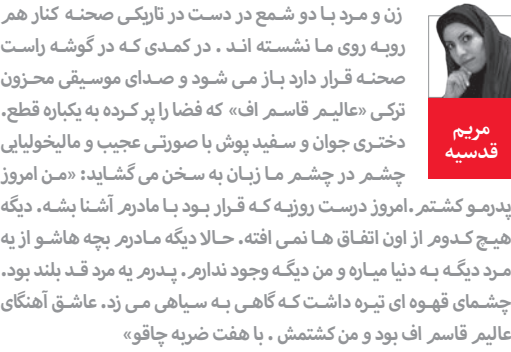 مریم
قدسیه
زن و مرد با دو شمع در دست در تاریکی صحنه کنار هم
روبه روی ما نشسته اند . در کمدی که در گوشه راست
صحنه قرار دارد باز می شود و صدای موسیقی محزون
ترکی «عالیم قاسم اف» که فضا را پر کرده به یکباره قطع.
دختری جوان و سفید پوش با صورتی عجیب و مالیخولیایی
چشم در چشم ما زبان به سخن می گشاید: «من امروز
پدرمو کشتم .امروز درست روزیه که قرار بود با مادرم آشنا بشه. دیگه
هیچ کدوم از اون اتفاق ها نمی افته. حالا دیگه مادرم بچه هاشو از یه
مرد دیگه به دنیا میاره و من دیگه وجود ندارم. پدرم یه مرد قد بلند بود.
چشمای قهوه ای تیره داشت که گاهی به سیاهی می زد. عاشق آهنگای
عالیم قاسم اف بود و من کشتمش . با هفت ضربه چاقو»